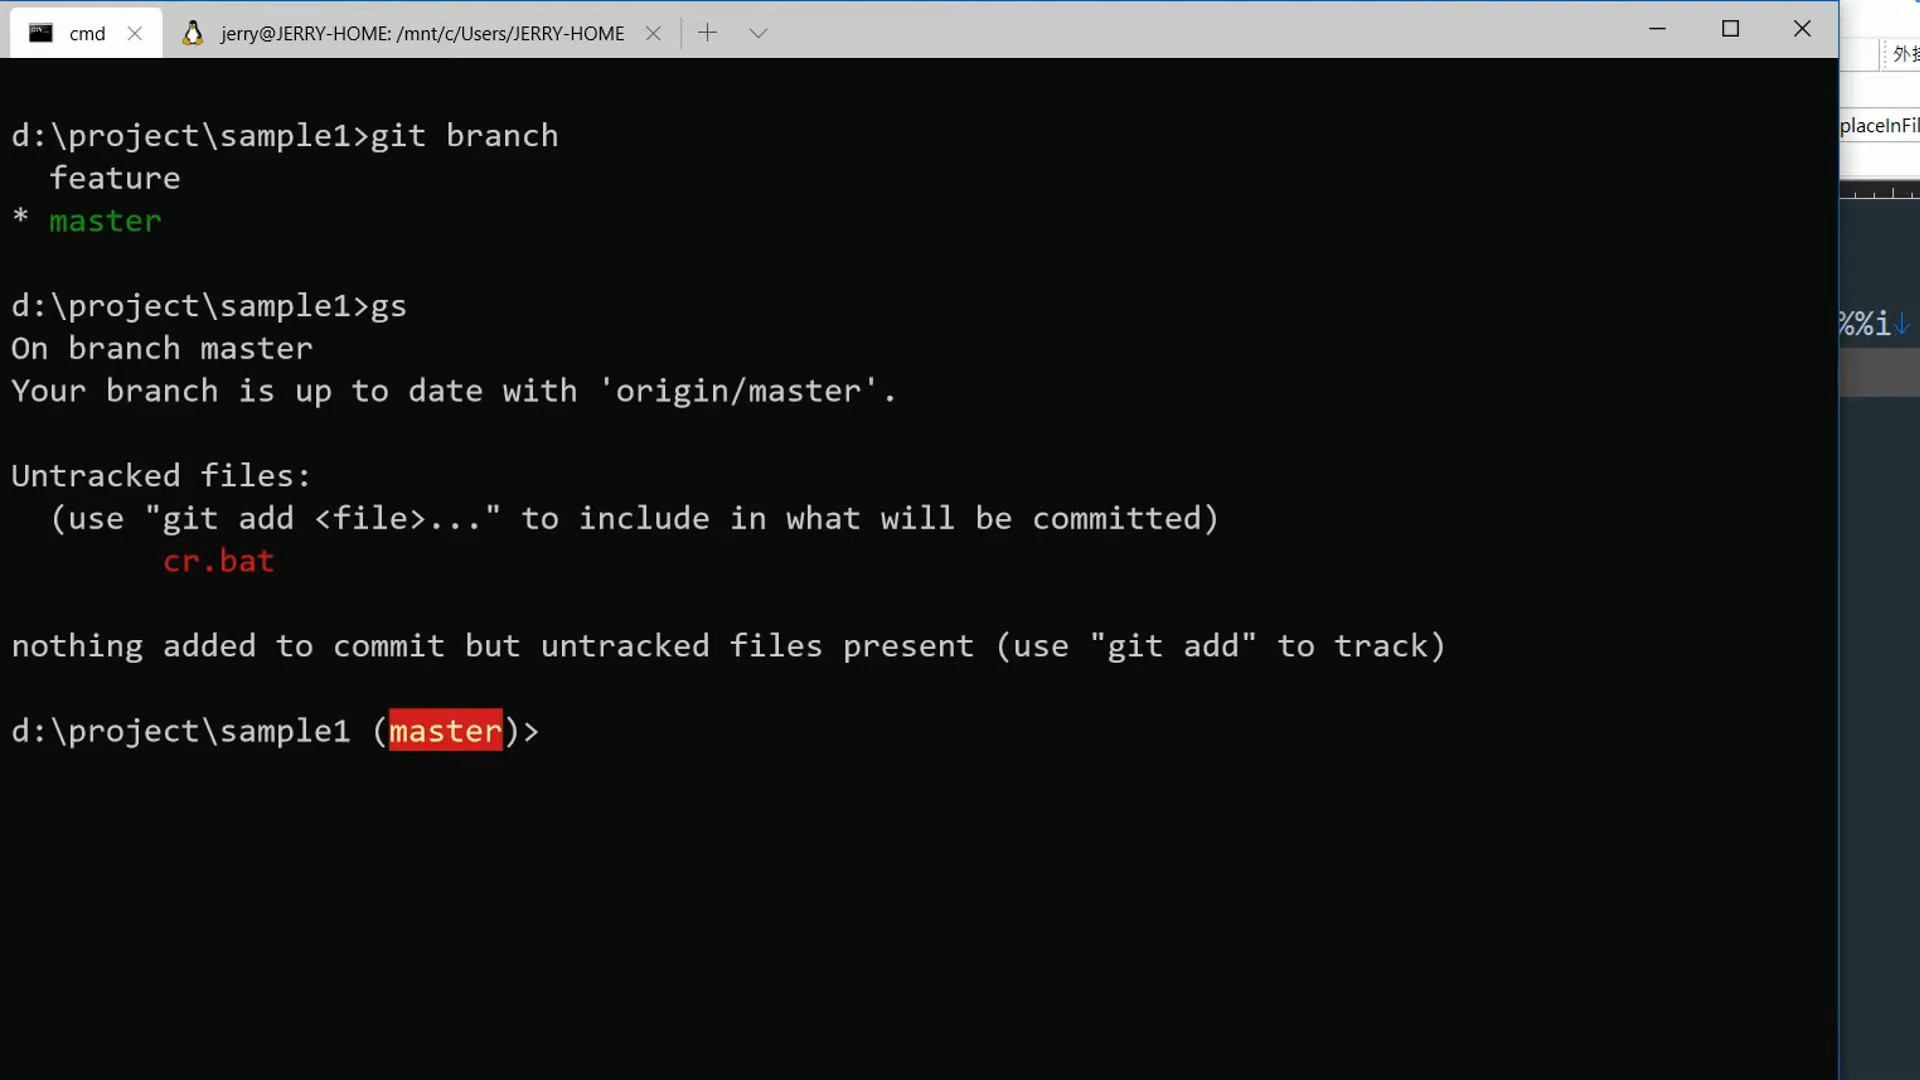 cmd
jerry@JERRY-HOME: /mnt/c/Users/JERRY-HOME
d:\project\sample1>git branch
  feature
* master
d:\project\sample1>gs
On branch master
Your branch is up to date with 'origin/master'.
Untracked files:
  (use "git add <file>..." to include in what will be committed)
        cr.bat
nothing added to commit but untracked files present (use "git add" to track)
d:\project\sample1 (master)>
placeInFil
%%i↓